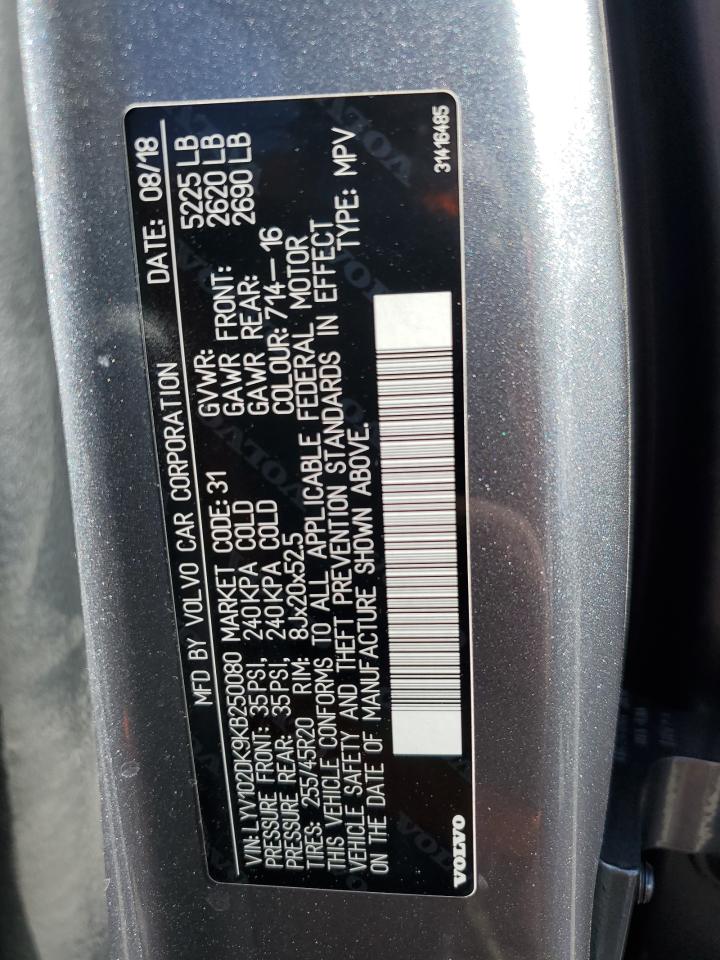 MFD BY VOLVO CAR CORPORATION DATE: 08/18
VIN: LYV102DK9KB250080 MARKET CODE: 31 GVWR: 5225 LB
PRESSURE FRONT: 35PSI, 240KPA COLD GAWR FRONT: 2620 LB
PRESSURE REAR: 35PSI, 240KPA COLD GAWR REAR: 2690 LB
TIRES: 255/45R20 RIM: 8Jx20x52.5 COLOUR: 714-16
THIS VEHICLE CONFORMS TO ALL APPLICABLE FEDERAL MOTOR
VEHICLE SAFETY AND THEFT PREVENTION STANDARDS IN EFFECT
ON THE DATE OF MANUFACTURE SHOWN ABOVE. TYPE: MPV
VOLVO 31416485